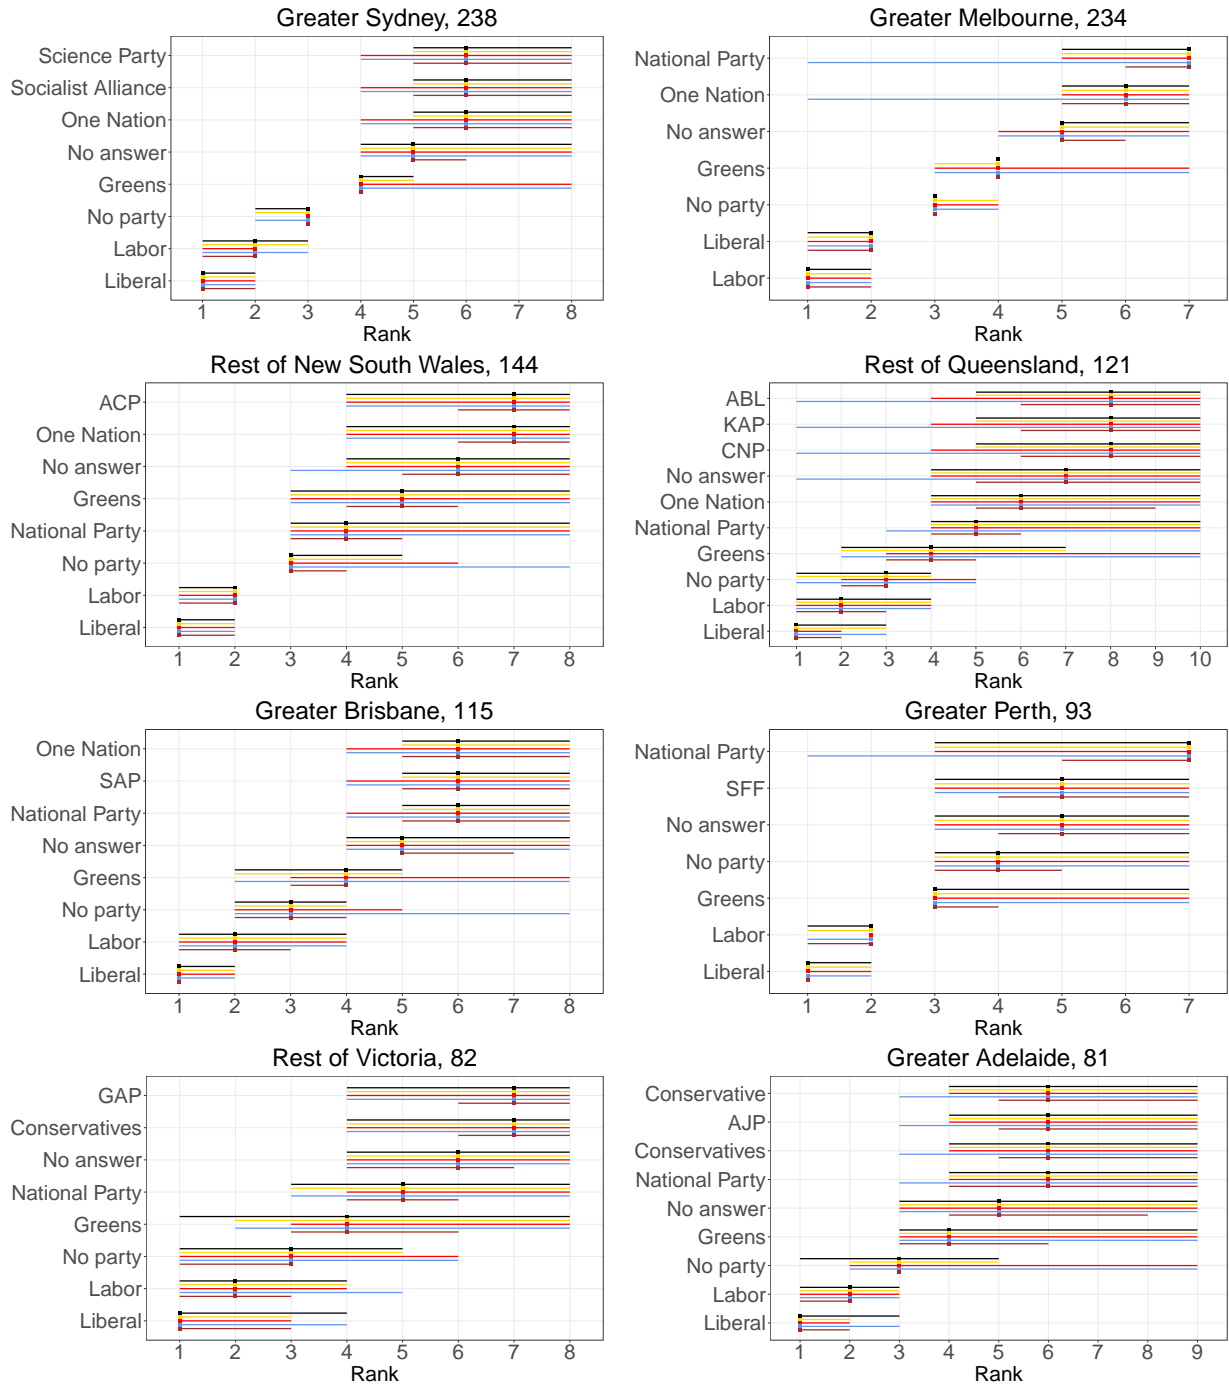 Greater Sydney, 238
Science Party
Socialist Alliance
One Nation
No answer
Greens
No party
Labor
Liberal
1 2 3 4 5 6 7 8
Rank
Greater Melbourne, 234
National Party
One Nation
No answer
Greens
No party
Liberal
Labor
1 2 3 4 5 6 7
Rank
Rest of New South Wales, 144
ACP
One Nation
No answer
Greens
National Party
No party
Labor
Liberal
1 2 3 4 5 6 7 8
Rank
Rest of Queensland, 121
ABL
KAP
CNP
No answer
One Nation
National Party
Greens
No party
Labor
Liberal
1 2 3 4 5 6 7 8 9 10
Rank
Greater Brisbane, 115
One Nation
SAP
National Party
No answer
Greens
No party
Labor
Liberal
1 2 3 4 5 6 7 8
Rank
Greater Perth, 93
National Party
SFF
No answer
No party
Greens
Labor
Liberal
1 2 3 4 5 6 7
Rank
Rest of Victoria, 82
GAP
Conservatives
No answer
National Party
Greens
No party
Labor
Liberal
1 2 3 4 5 6 7 8
Rank
Greater Adelaide, 81
Conservative
AJP
Conservatives
National Party
No answer
Greens
No party
Labor
Liberal
1 2 3 4 5 6 7 8 9
Rank